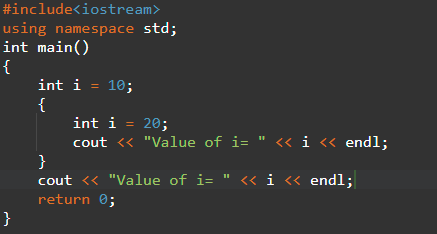 #include<iostream>
using namespace std;
int main()
{
    int i = 10;
    {
        int i = 20;
        cout << "Value of i= " << i << endl;
    }
    cout << "Value of i= " << i << endl;
    return 0;
}